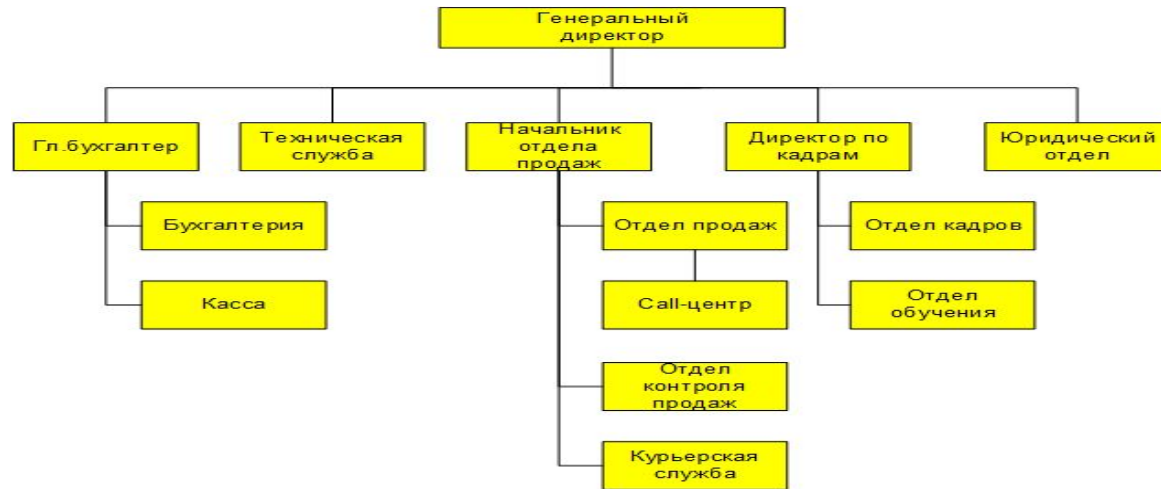 Генеральный
директор
Гл.бухгалтер
Техническая
служба
Начальник
отдела
продаж
Директор по
кадрам
Юридический
отдел
Бухгалтерия
Отдел продаж
Отдел кадров
Касса
Call-центр
Отдел
обучения
Отдел
контроля
продаж
Курьерская
служба